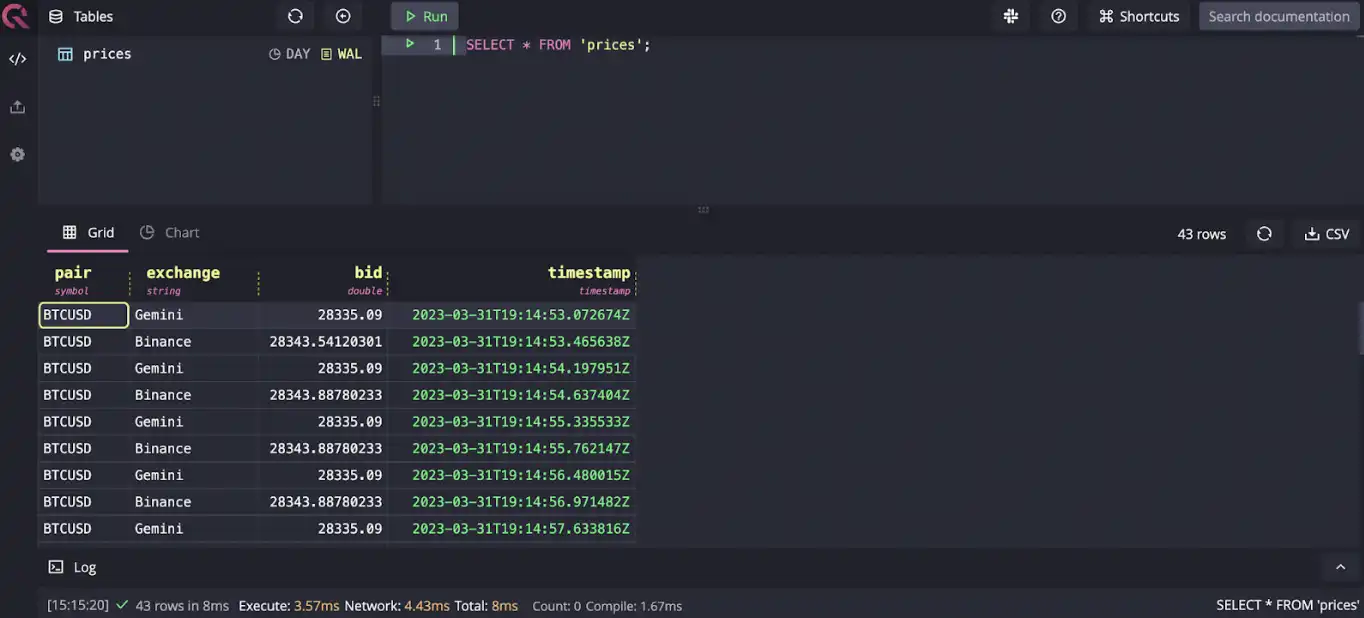 Tables Run Shortcuts Search documentation
prices DAY WAL 1 SELECT * FROM 'prices';
Grid Chart 43 rows CSV
pair exchange bid timestamp
symbol string double timestamp
BTCUSD Gemini 28335.09 2023-03-31T19:14:53.072674Z
BTCUSD Binance 28343.54120301 2023-03-31T19:14:53.465638Z
BTCUSD Gemini 28335.09 2023-03-31T19:14:54.197951Z
BTCUSD Binance 28343.88780233 2023-03-31T19:14:54.637404Z
BTCUSD Gemini 28335.09 2023-03-31T19:14:55.335533Z
BTCUSD Binance 28343.88780233 2023-03-31T19:14:55.762147Z
BTCUSD Gemini 28335.09 2023-03-31T19:14:56.480015Z
BTCUSD Binance 28343.88780233 2023-03-31T19:14:56.971482Z
BTCUSD Gemini 28335.09 2023-03-31T19:14:57.633816Z
Log
[15:15:20] 43 rows in 8ms Execute: 3.57ms Network: 4.43ms Total: 8ms Count: 0 Compile: 1.67ms SELECT * FROM 'prices'